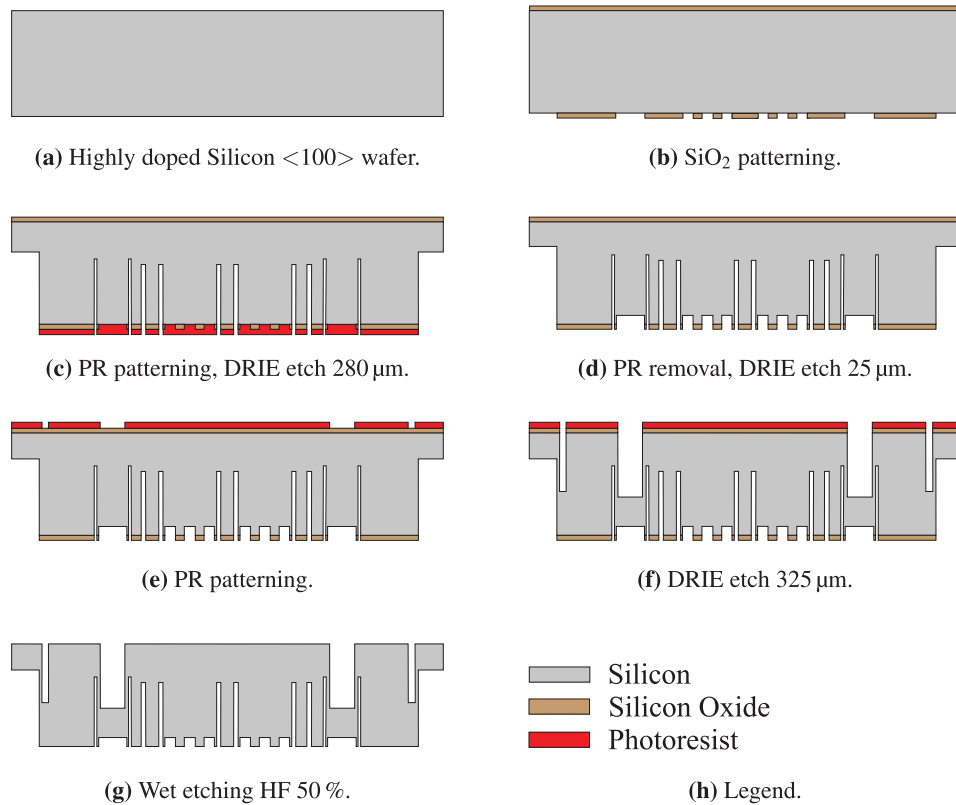 (a) Highly doped Silicon <100> wafer.
(b) SiO₂ patterning.
(c) PR patterning, DRIE etch 280 µm.
(d) PR removal, DRIE etch 25 µm.
(e) PR patterning.
(f) DRIE etch 325 µm.
Silicon
Silicon Oxide
Photoresist
(g) Wet etching HF 50 %.
(h) Legend.